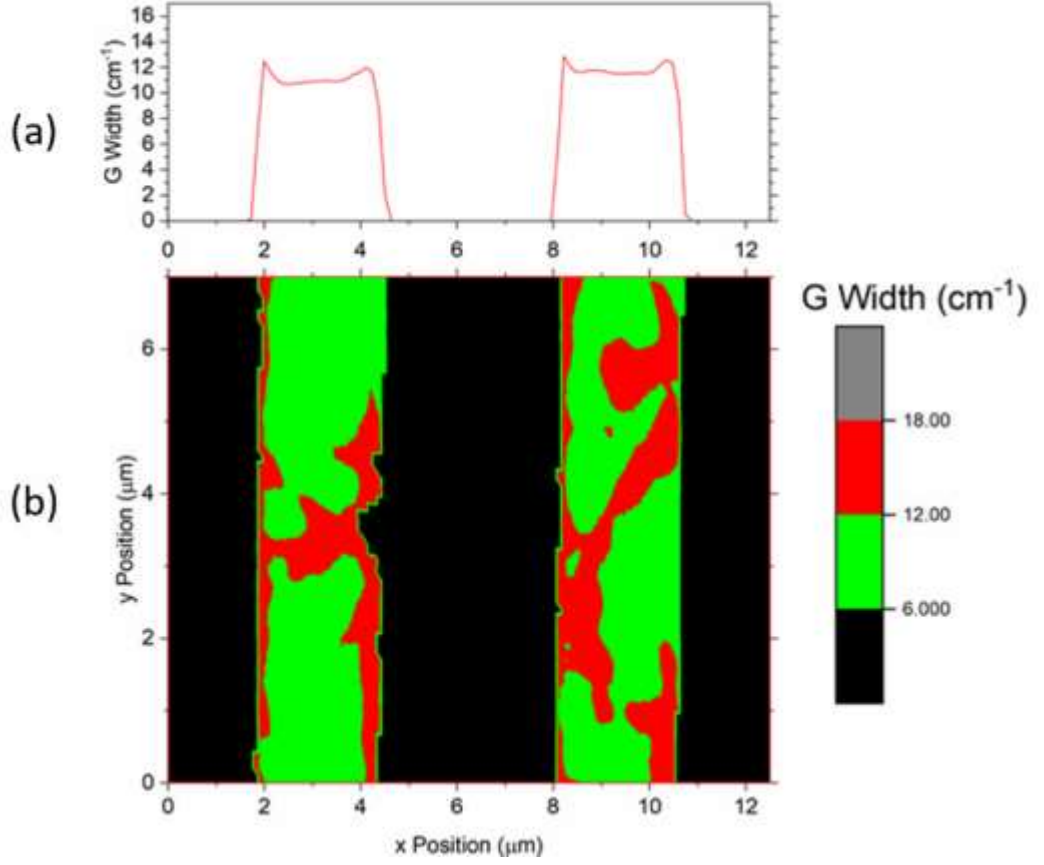 (a)
G Width (cm-1)
16
14
12
10
8
6
4
2
0
0 2 4 6 8 10 12
(b)
y Position (μm)
6
4
2
0
0 2 4 6 8 10 12
x Position (μm)
G Width (cm-1)
18.00
12.00
6.000